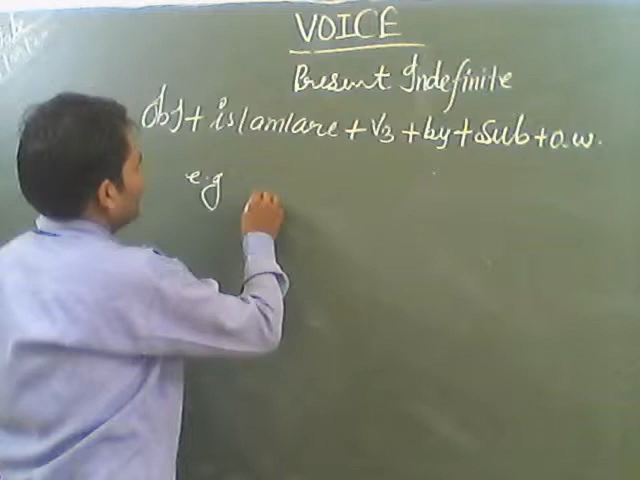 VOICE
Present Indefinite
Obj + is/am/are + V3 + by + Sub + o.w.
e.g